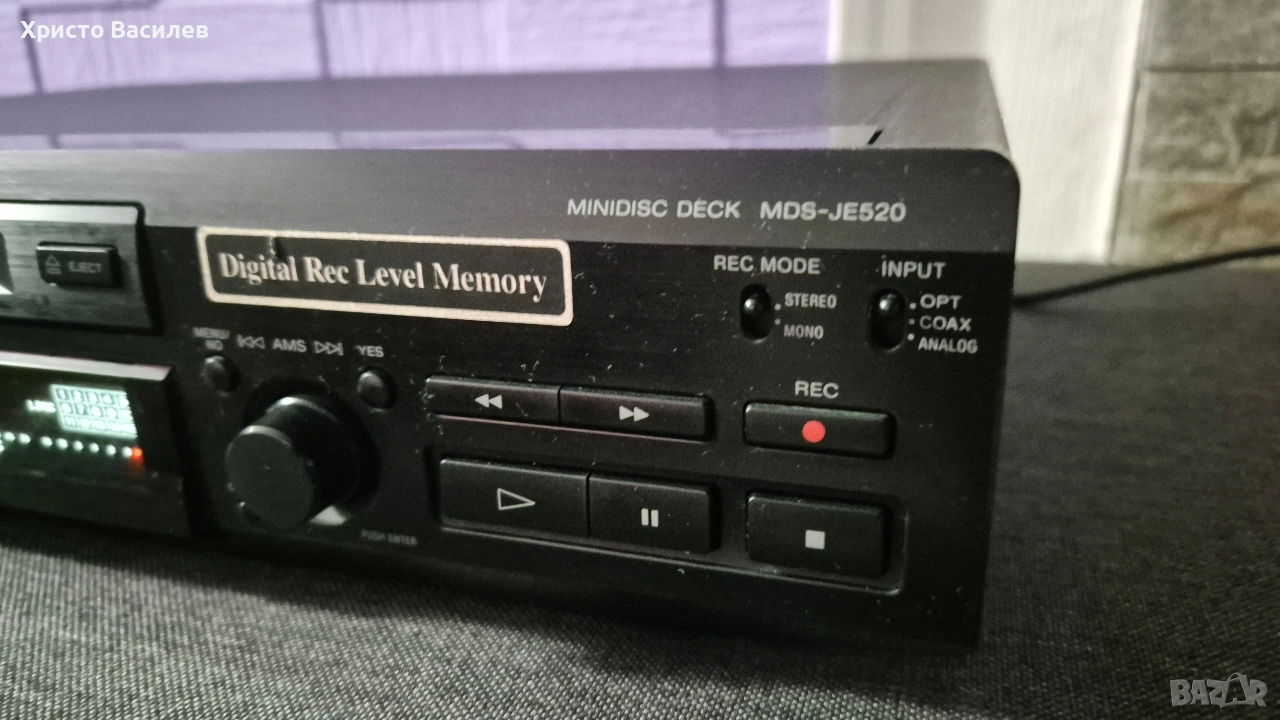 Христо Василев
MINIDISC DECK MDS-JE520
EJECT
Digital Rec Level Memory
REC MODE
STEREO
MONO
INPUT
OPT
COAX
ANALOG
MENU/
NO
AMS
YES
REC
PUSH ENTER
BAZAR